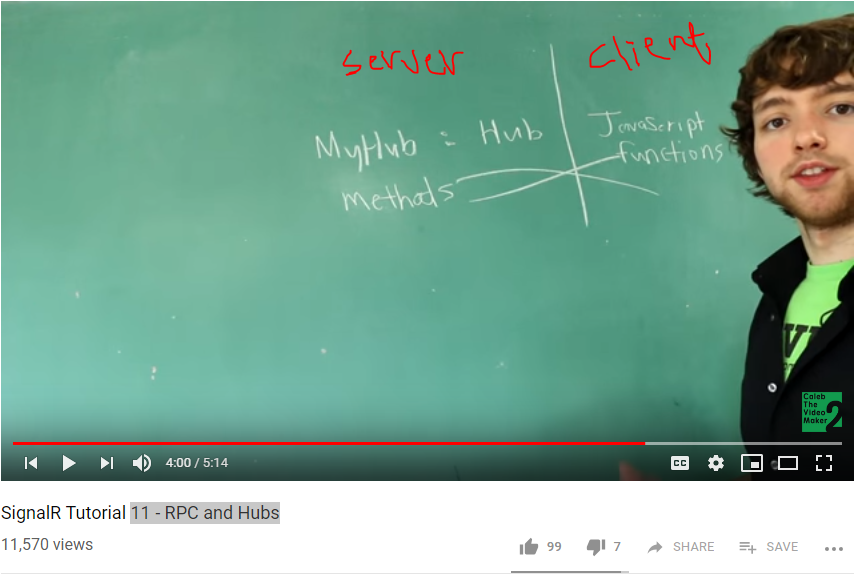 server
client
MyHub : Hub
JavaScript
functions
methods
Caleb
The
Video
Maker 2
4:00 / 5:14
CC
SignalR Tutorial 11 - RPC and Hubs
11,570 views
99
7
SHARE
SAVE